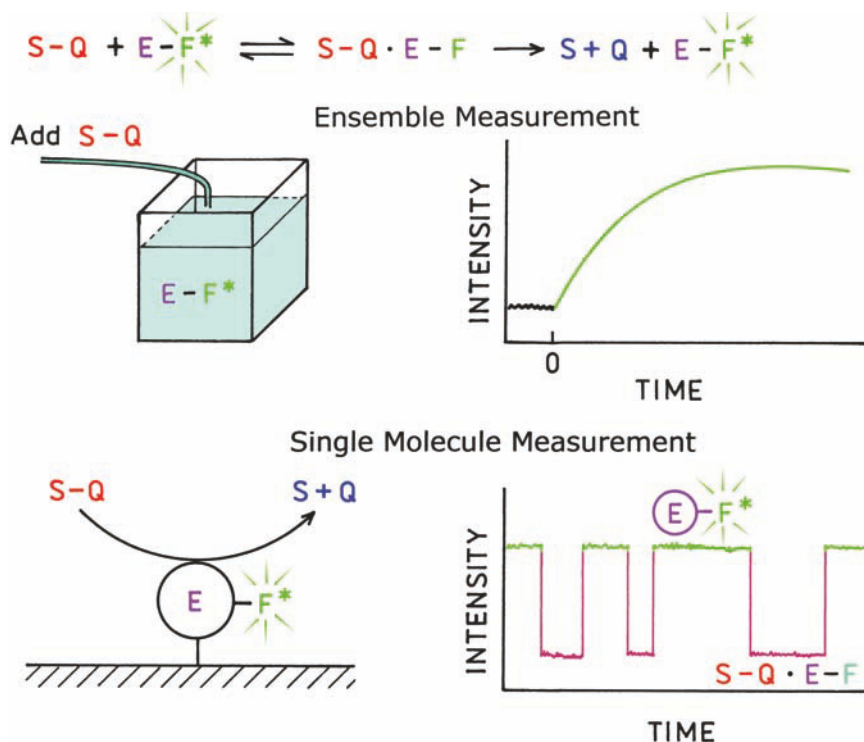 S-Q + E-F* ⇌ S-Q · E-F → S+Q + E-F*
Ensemble Measurement
Add S-Q
E-F*
INTENSITY
0
TIME
Single Molecule Measurement
S-Q
S+Q
E
F*
INTENSITY
E-F*
S-Q · E-F
TIME